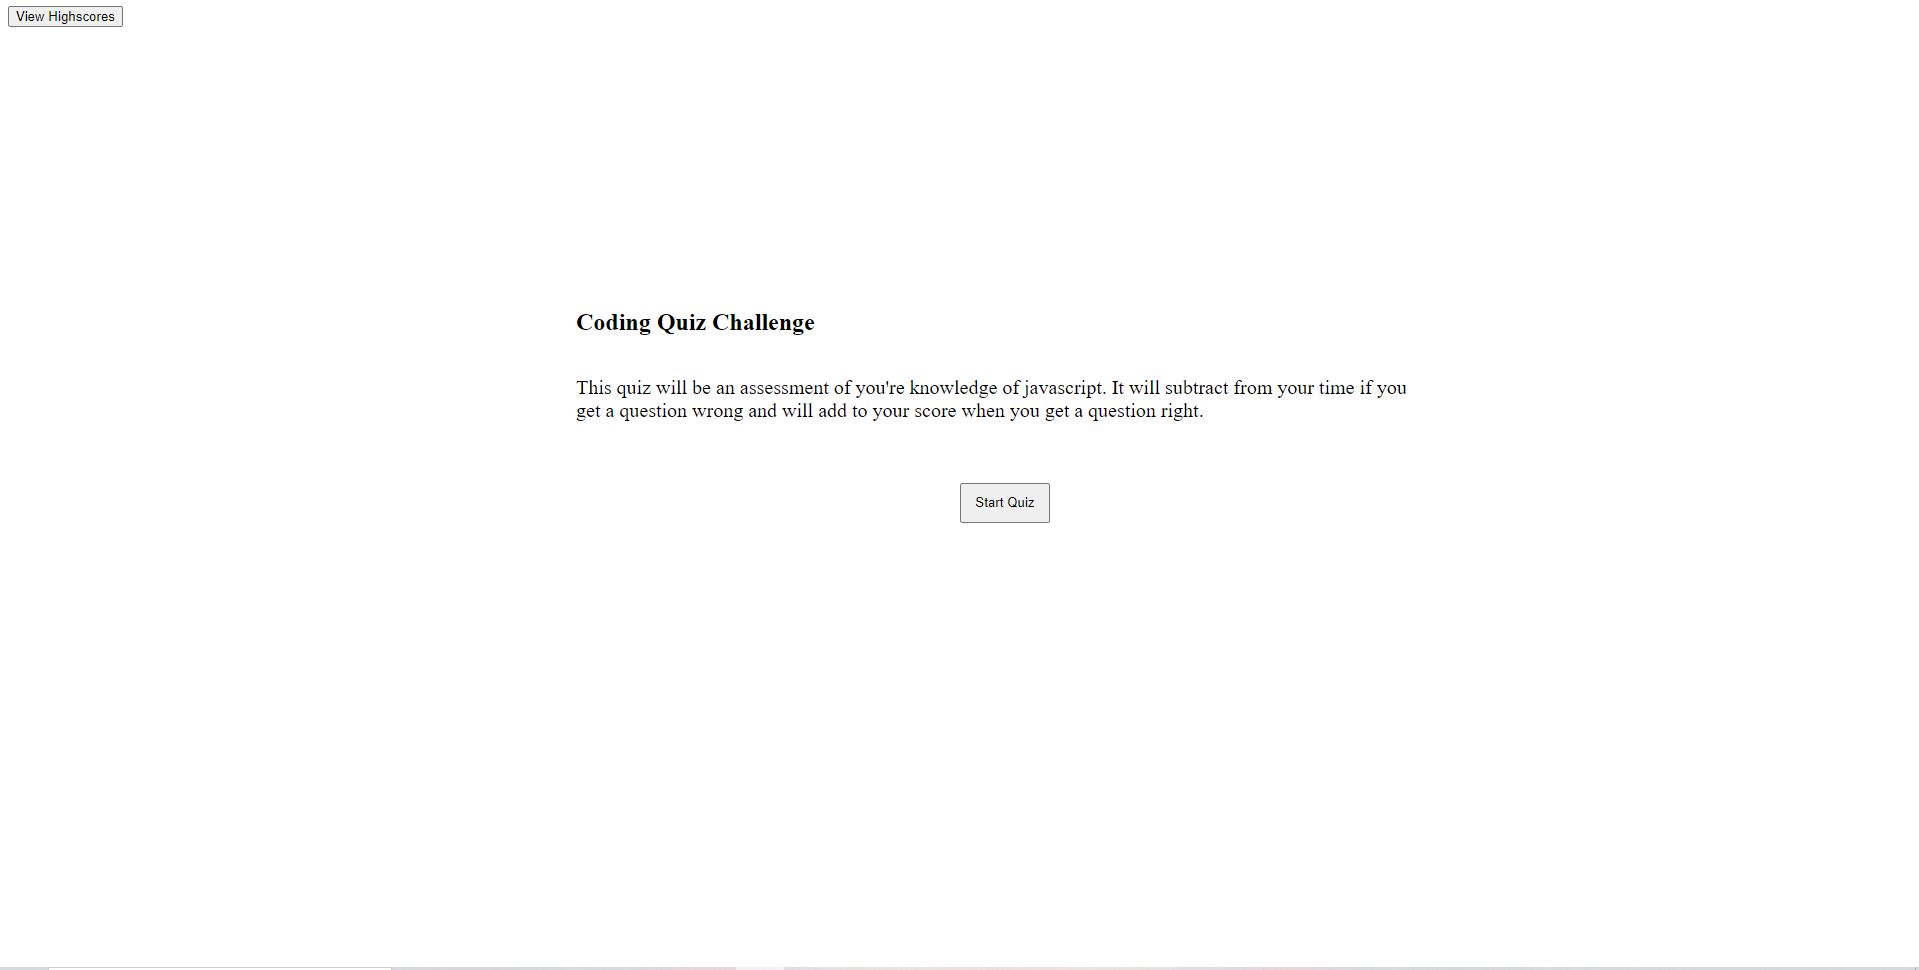 View Highscores
Coding Quiz Challenge
This quiz will be an assessment of you're knowledge of javascript. It will subtract from your time if you
get a question wrong and will add to your score when you get a question right.
Start Quiz